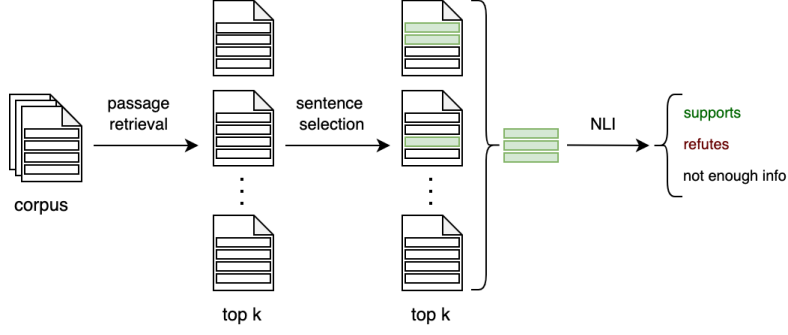 passage
retrieval
sentence
selection
NLI
supports
refutes
not enough info
corpus
top k
top k